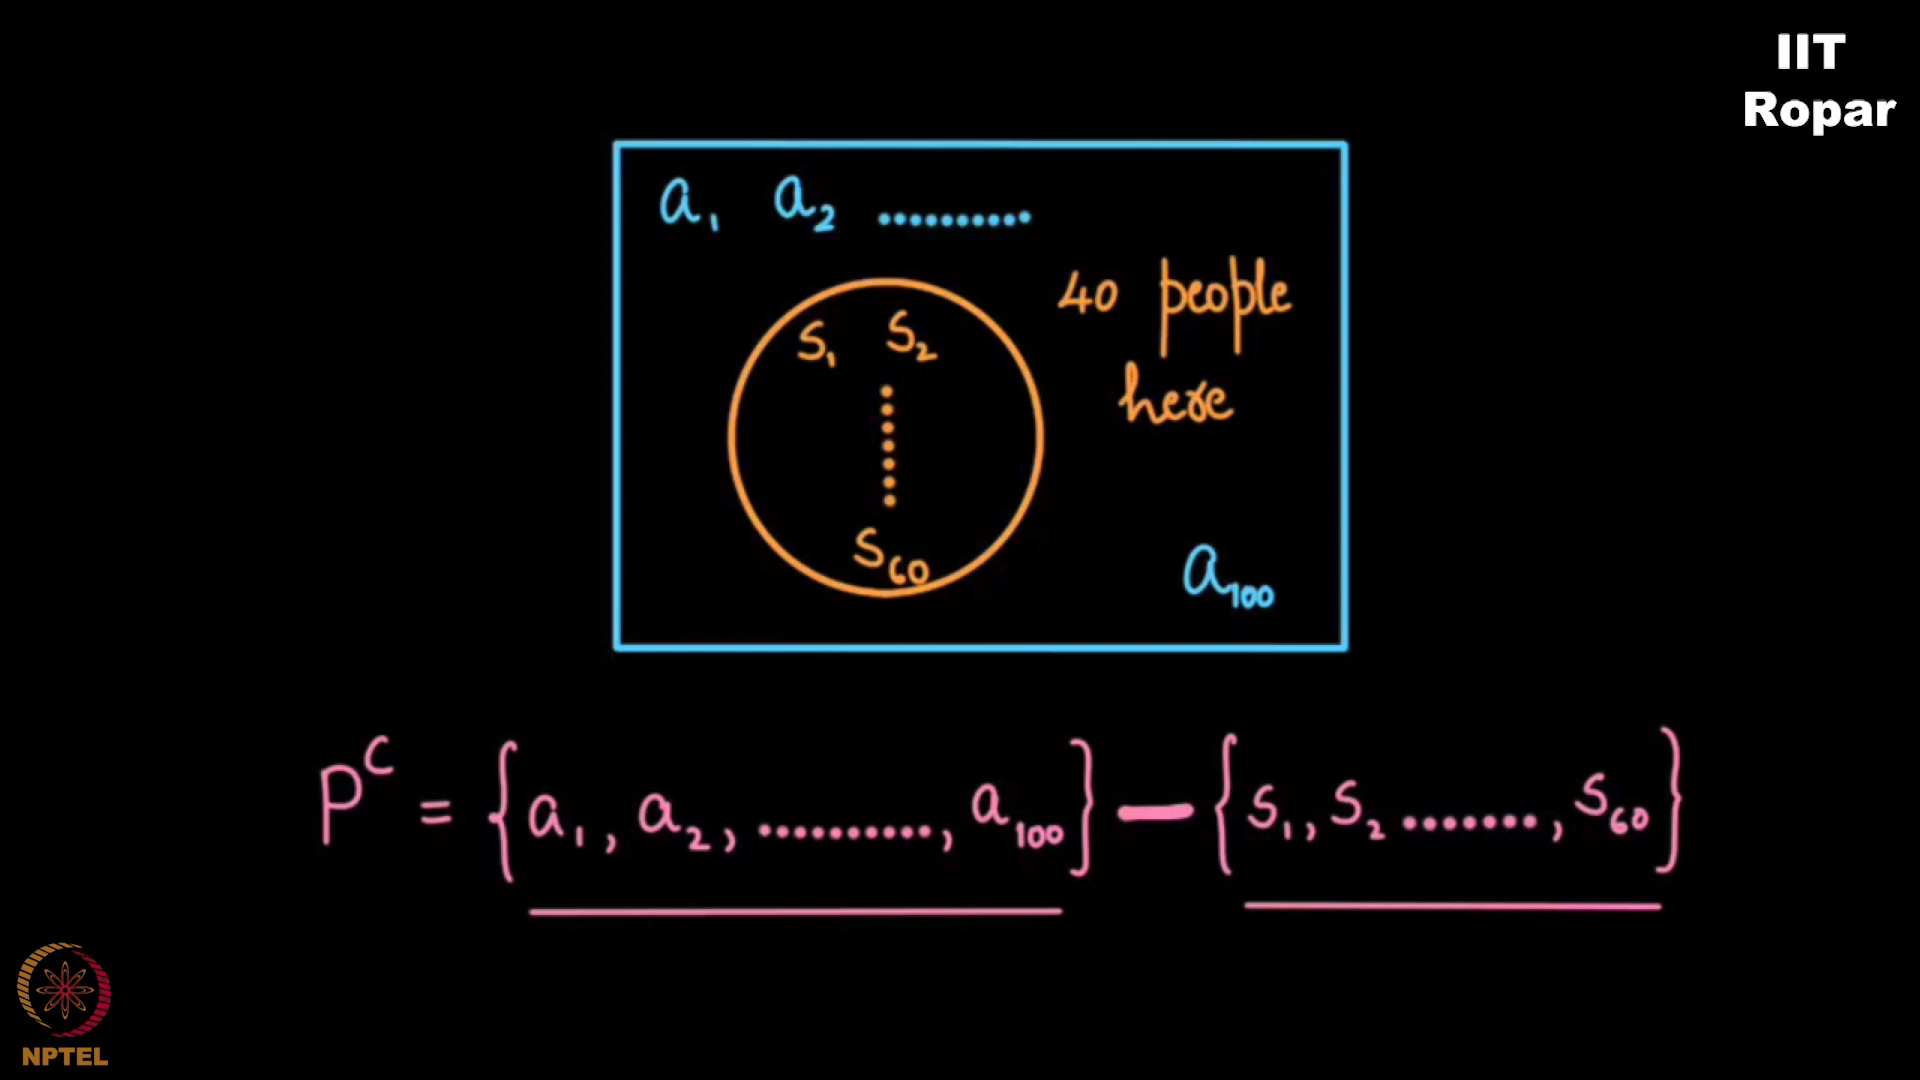 IIT
Ropar
a₁ a₂ ..........
40 people
here
S₁ S₂
.......
S₆₀
a₁₀₀
Pᶜ = {a₁, a₂, ..........., a₁₀₀} — {S₁, S₂ ........, S₆₀}
NPTEL